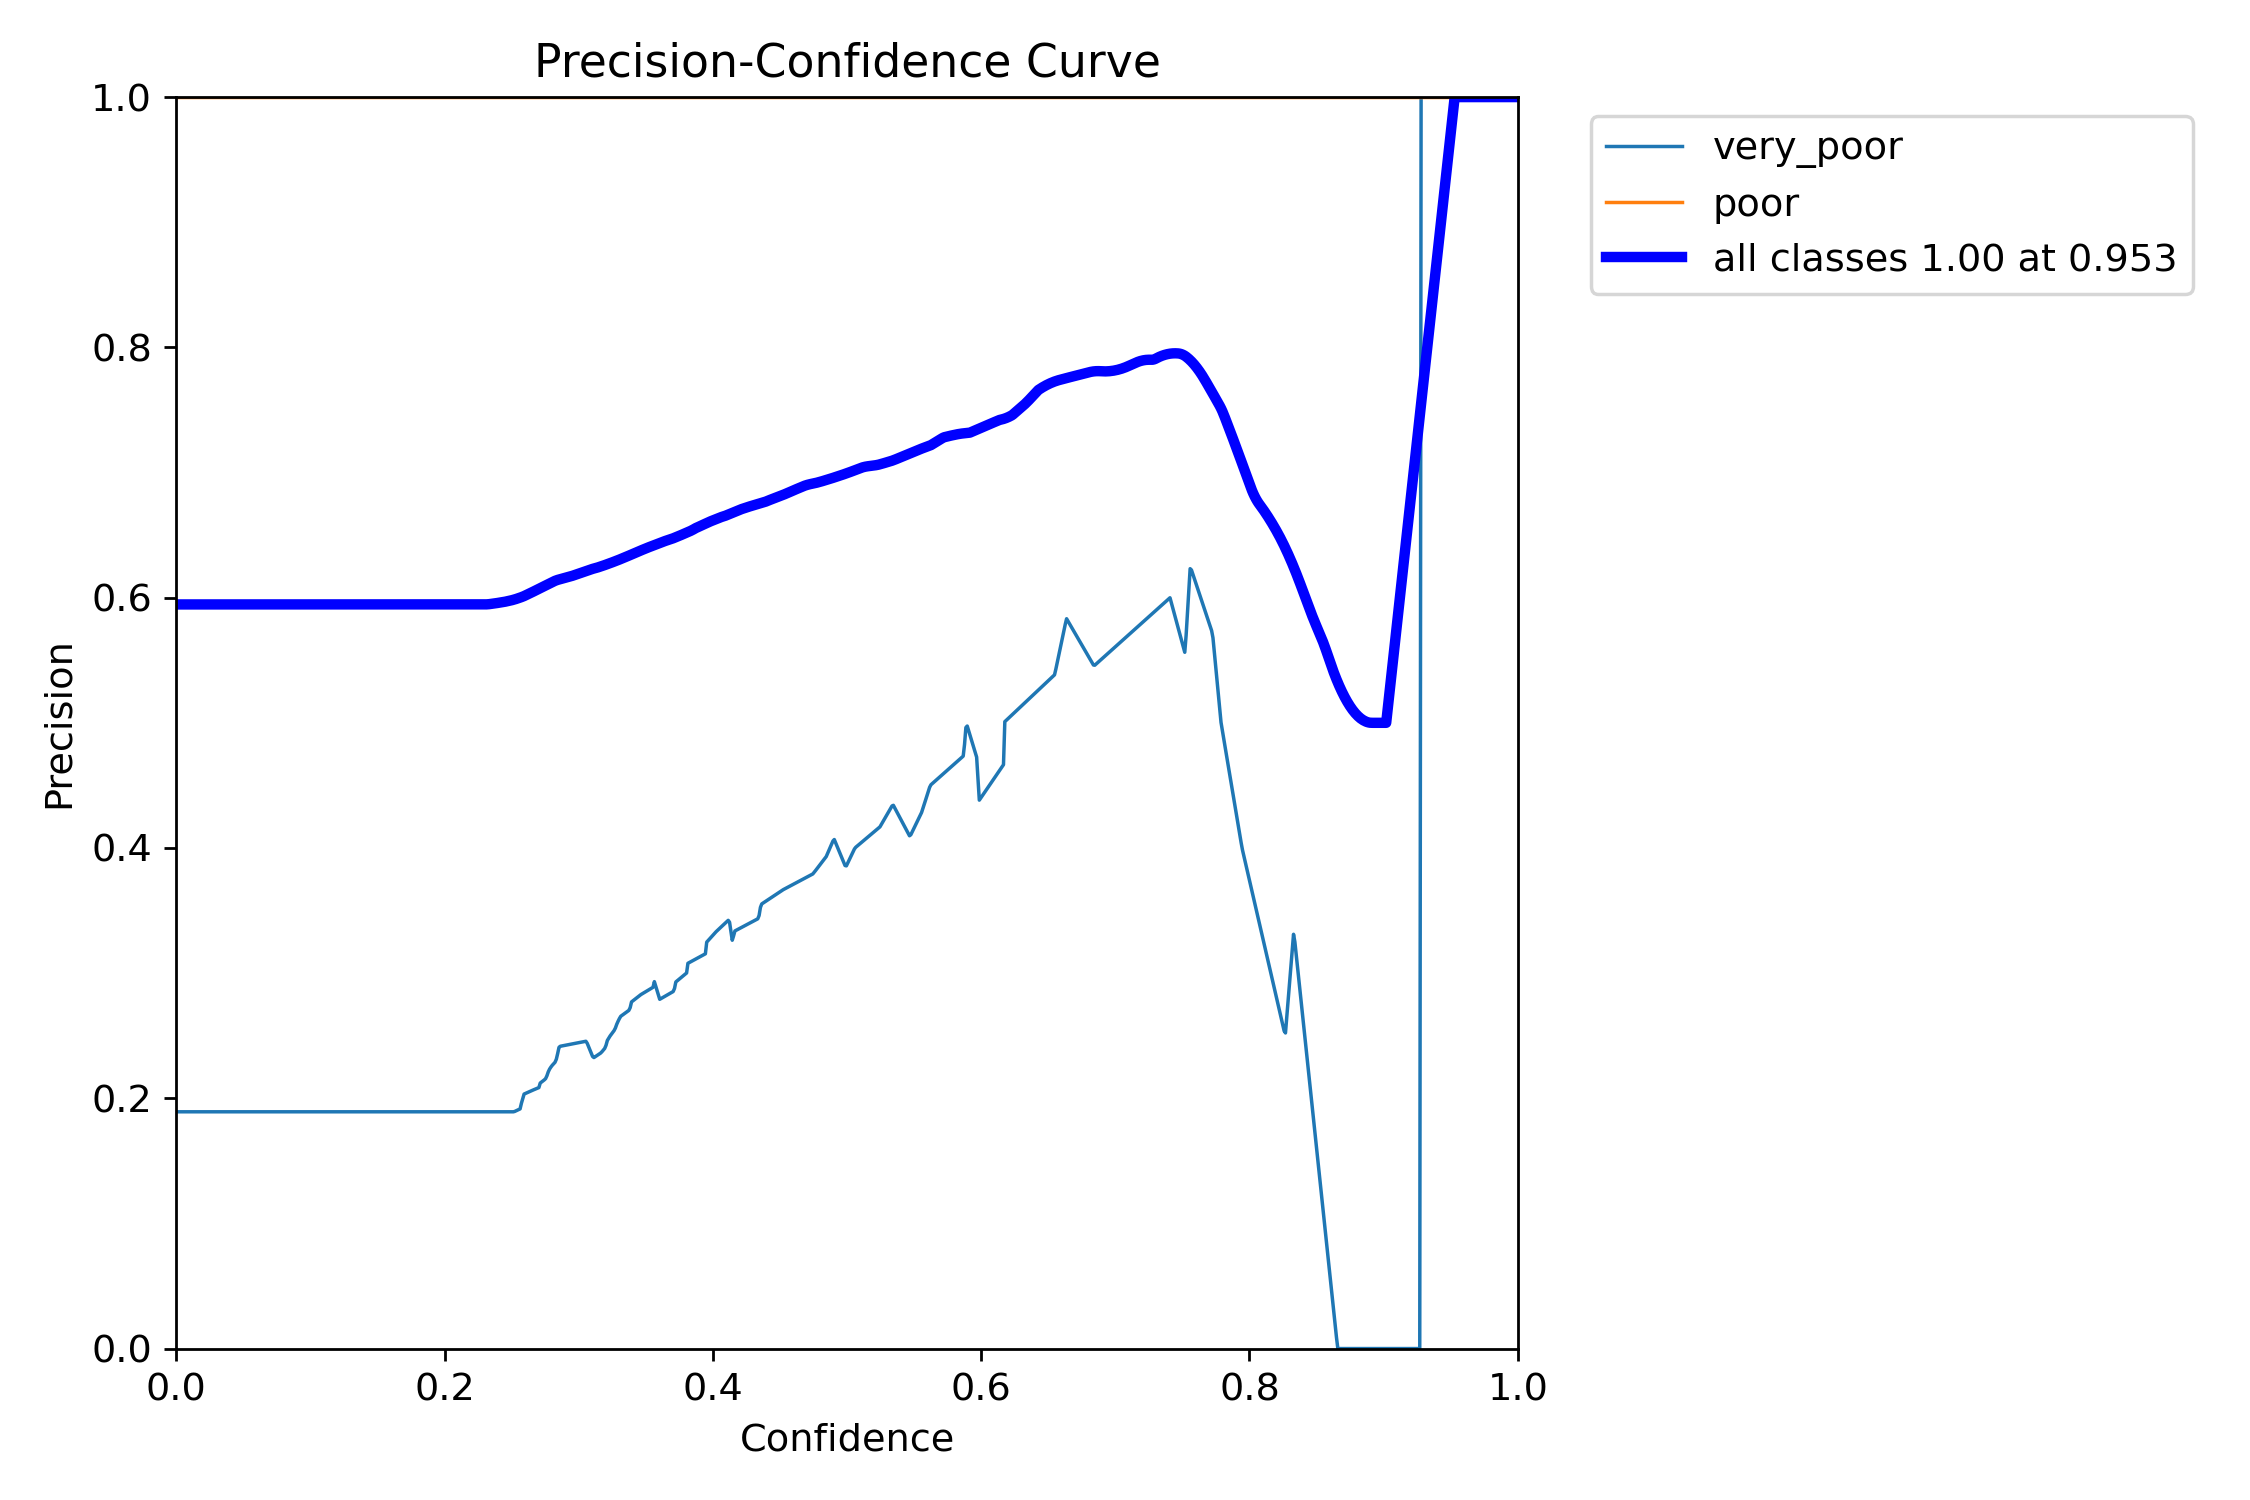 Precision-Confidence Curve
1.0
0.8
0.6
0.4
0.2
0.0
Precision
0.0 0.2 0.4 0.6 0.8 1.0
Confidence
very_poor
poor
all classes 1.00 at 0.953